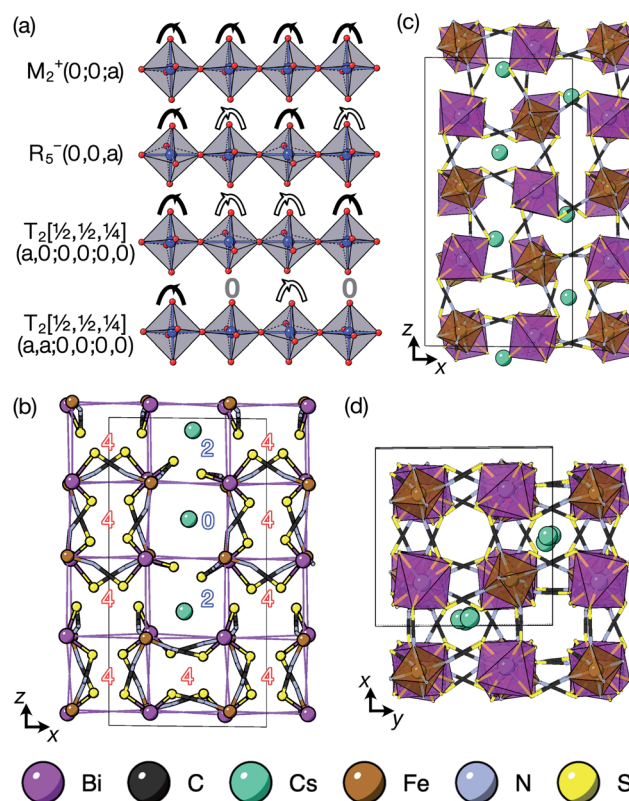 (a)
M₂⁺(0;0;a)
R₅⁻(0,0,a)
T₂[½,½,¼]
(a,0;0,0;0,0)
0 0
T₂[½,½,¼]
(a,a;0,0;0,0)
(b)
4 2 4
4 0 4
4 2 4
4 4 4
z
x
(c)
z
x
(d)
x
y
Bi C Cs Fe N S